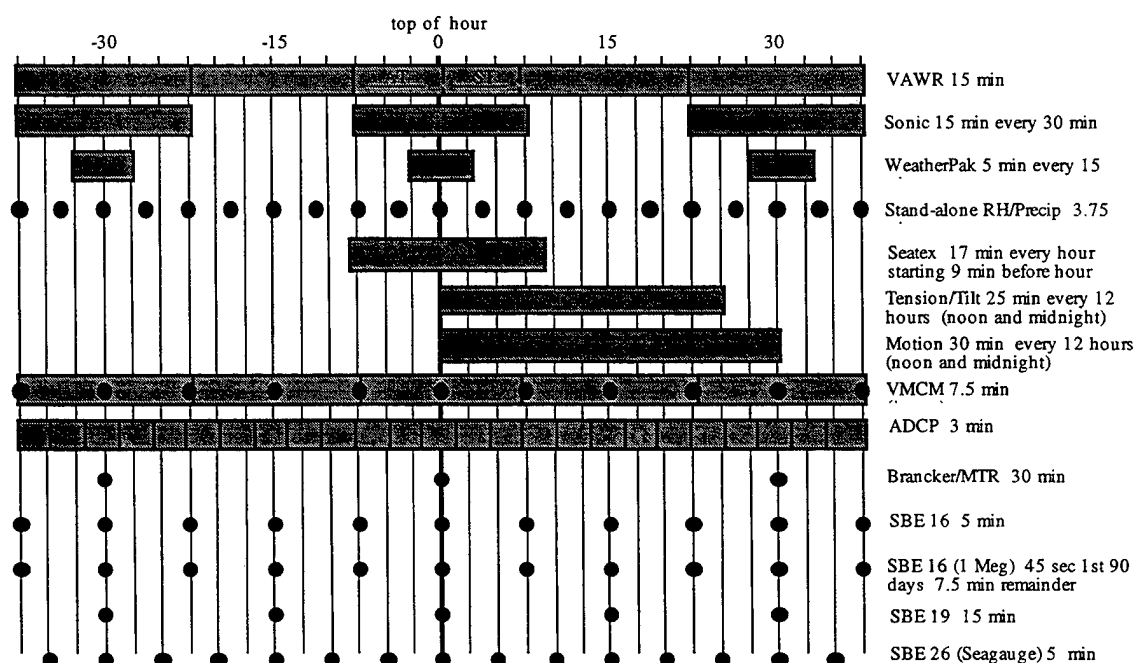 top of hour
-30 -15 0 15 30
VAWR 15 min
Sonic 15 min every 30 min
WeatherPak 5 min every 15
Stand-alone RH/Precip 3.75
Seatex 17 min every hour
starting 9 min before hour
Tension/Tilt 25 min every 12
hours (noon and midnight)
Motion 30 min every 12 hours
(noon and midnight)
VMCM 7.5 min
ADCP 3 min
Brancker/MTR 30 min
SBE 16 5 min
SBE 16 (1 Meg) 45 sec 1st 90
days 7.5 min remainder
SBE 19 15 min
SBE 26 (Seagauge) 5 min